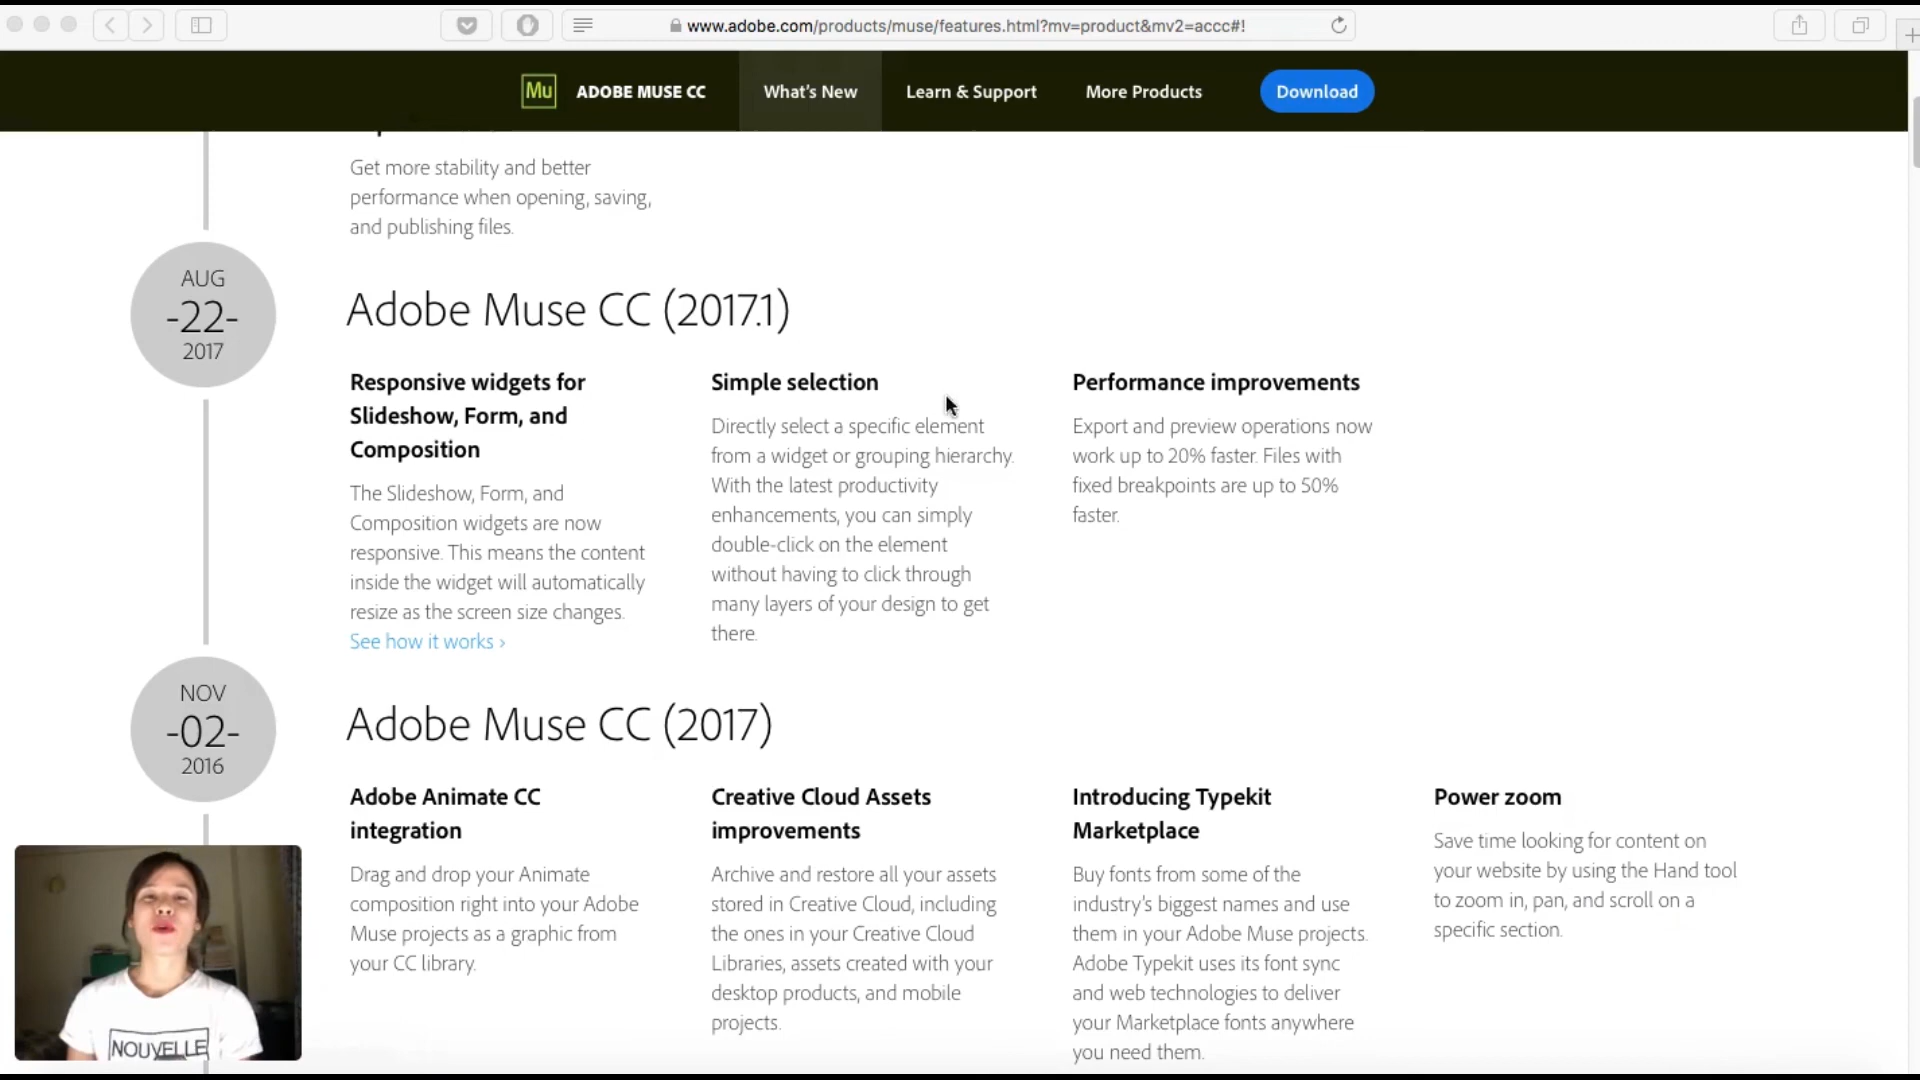 www.adobe.com/products/muse/features.html?mv=product&mv2=accc#!
Mu ADOBE MUSE CC What's New Learn & Support More Products Download
Get more stability and better
performance when opening, saving,
and publishing files.
AUG
-22-
2017
Adobe Muse CC (2017.1)
Responsive widgets for
Slideshow, Form, and
Composition
The Slideshow, Form, and
Composition widgets are now
responsive. This means the content
inside the widget will automatically
resize as the screen size changes.
See how it works ›
Simple selection
Directly select a specific element
from a widget or grouping hierarchy.
With the latest productivity
enhancements, you can simply
double-click on the element
without having to click through
many layers of your design to get
there.
Performance improvements
Export and preview operations now
work up to 20% faster. Files with
fixed breakpoints are up to 50%
faster.
NOV
-02-
2016
Adobe Muse CC (2017)
Adobe Animate CC
integration
Drag and drop your Animate
composition right into your Adobe
Muse projects as a graphic from
your CC library.
Creative Cloud Assets
improvements
Archive and restore all your assets
stored in Creative Cloud, including
the ones in your Creative Cloud
Libraries, assets created with your
desktop products, and mobile
projects.
Introducing Typekit
Marketplace
Buy fonts from some of the
industry's biggest names and use
them in your Adobe Muse projects.
Adobe Typekit uses its font sync
and web technologies to deliver
your Marketplace fonts anywhere
you need them.
Power zoom
Save time looking for content on
your website by using the Hand tool
to zoom in, pan, and scroll on a
specific section.
NOUVELLE